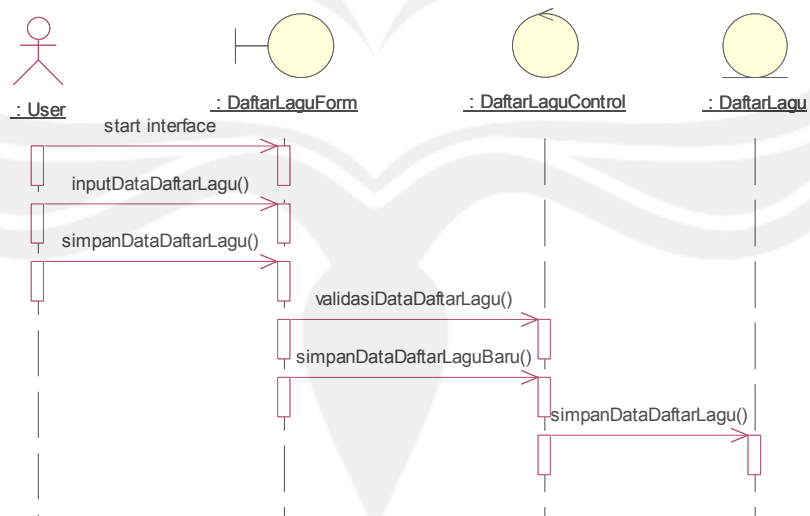 : User
: DaftarLaguForm
: DaftarLaguControl
: DaftarLagu
start interface
inputDataDaftarLagu()
simpanDataDaftarLagu()
validasiDataDaftarLagu()
simpanDataDaftarLaguBaru()
simpanDataDaftarLagu()